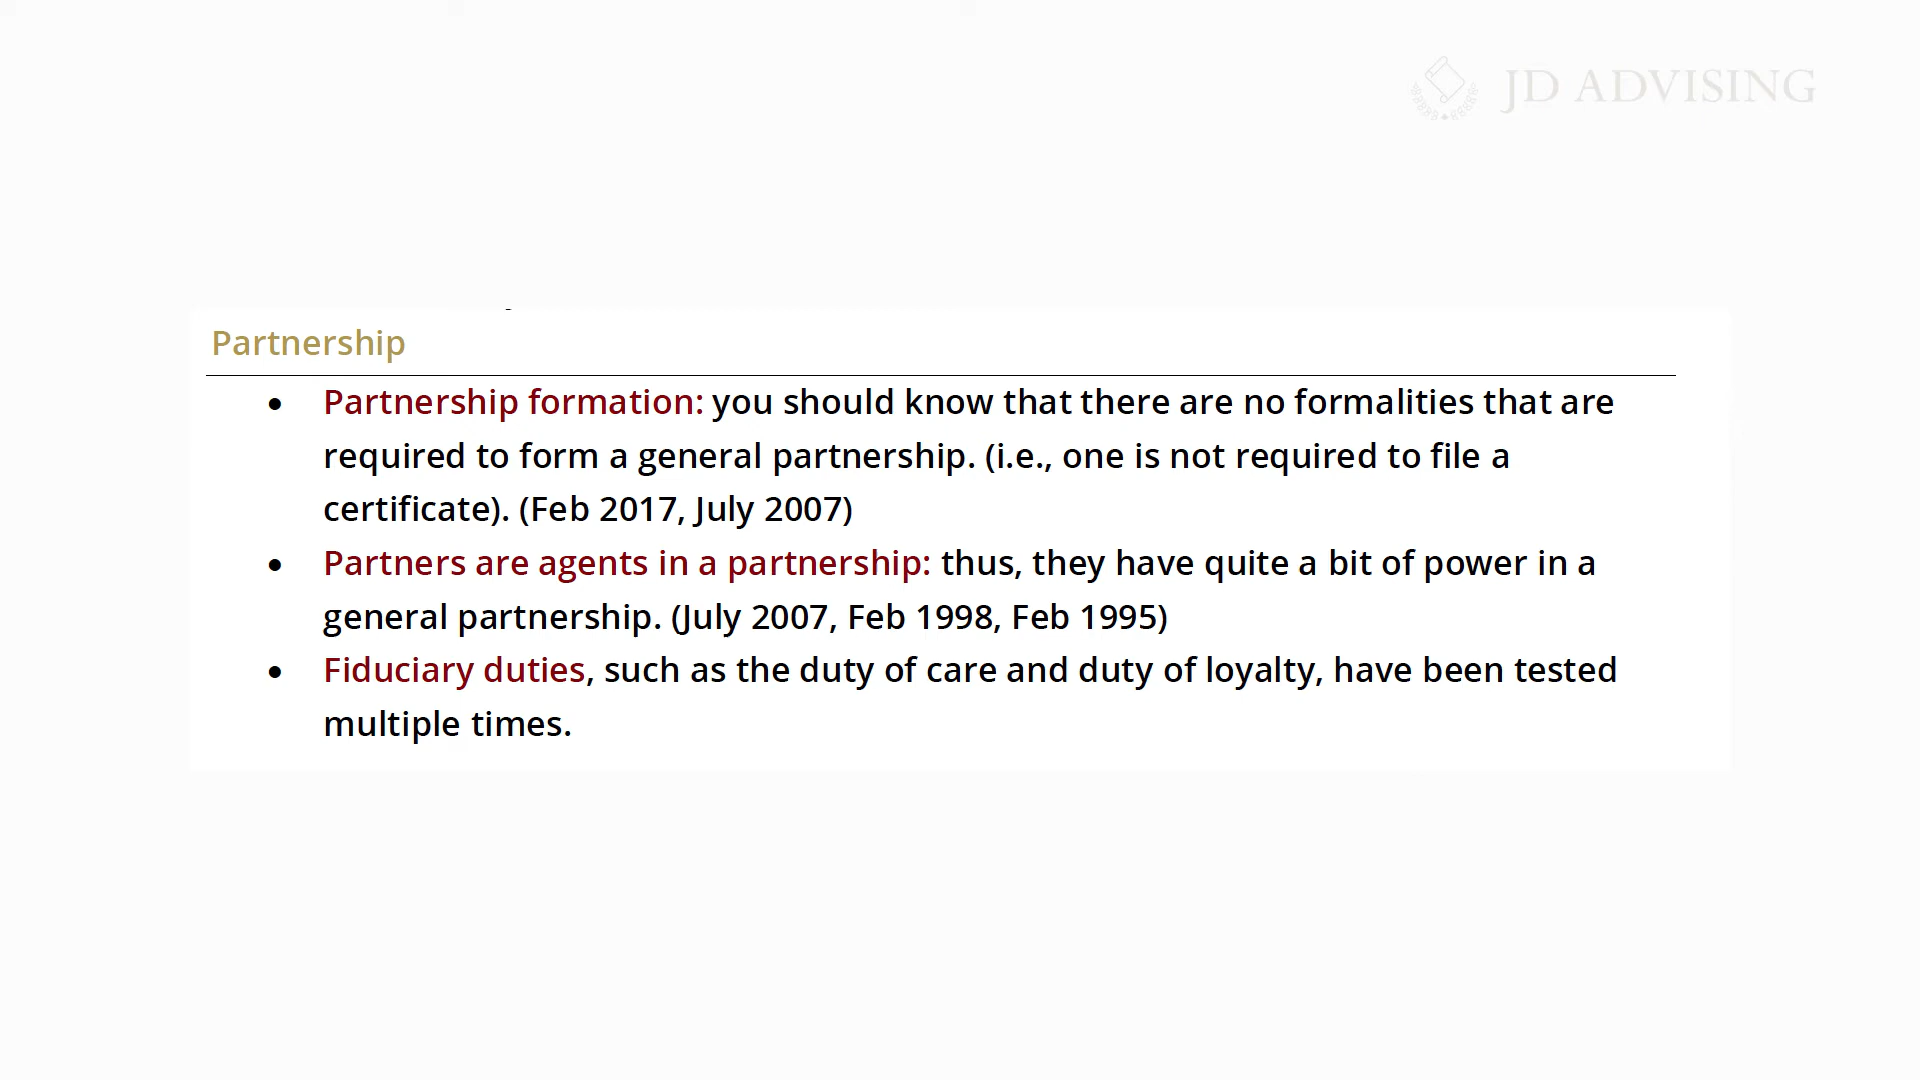 JD ADVISING
Partnership
• Partnership formation: you should know that there are no formalities that are
required to form a general partnership. (i.e., one is not required to file a
certificate). (Feb 2017, July 2007)
• Partners are agents in a partnership: thus, they have quite a bit of power in a
general partnership. (July 2007, Feb 1998, Feb 1995)
• Fiduciary duties, such as the duty of care and duty of loyalty, have been tested
multiple times.